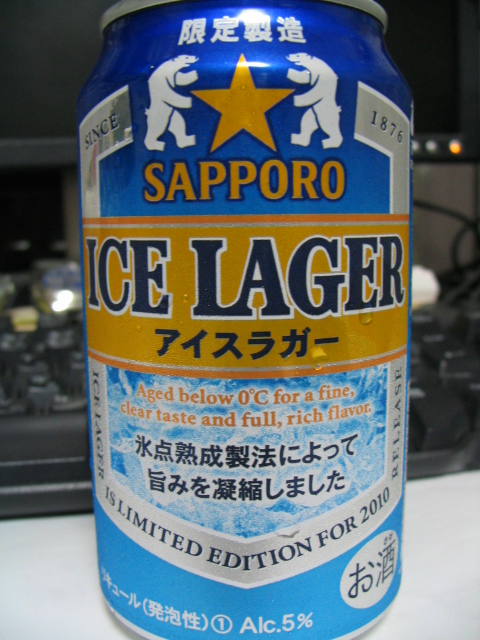 限定製造
SINCE 1876
SAPPORO
ICE LAGER
アイスラガー
Aged below 0℃ for a fine,
clear taste and full, rich flavor.
氷点熟成製法によって
旨みを凝縮しました
ICE LAGER IS LIMITED EDITION FOR 2010 RELEASE
お酒
キュール(発泡性)① Alc.5%